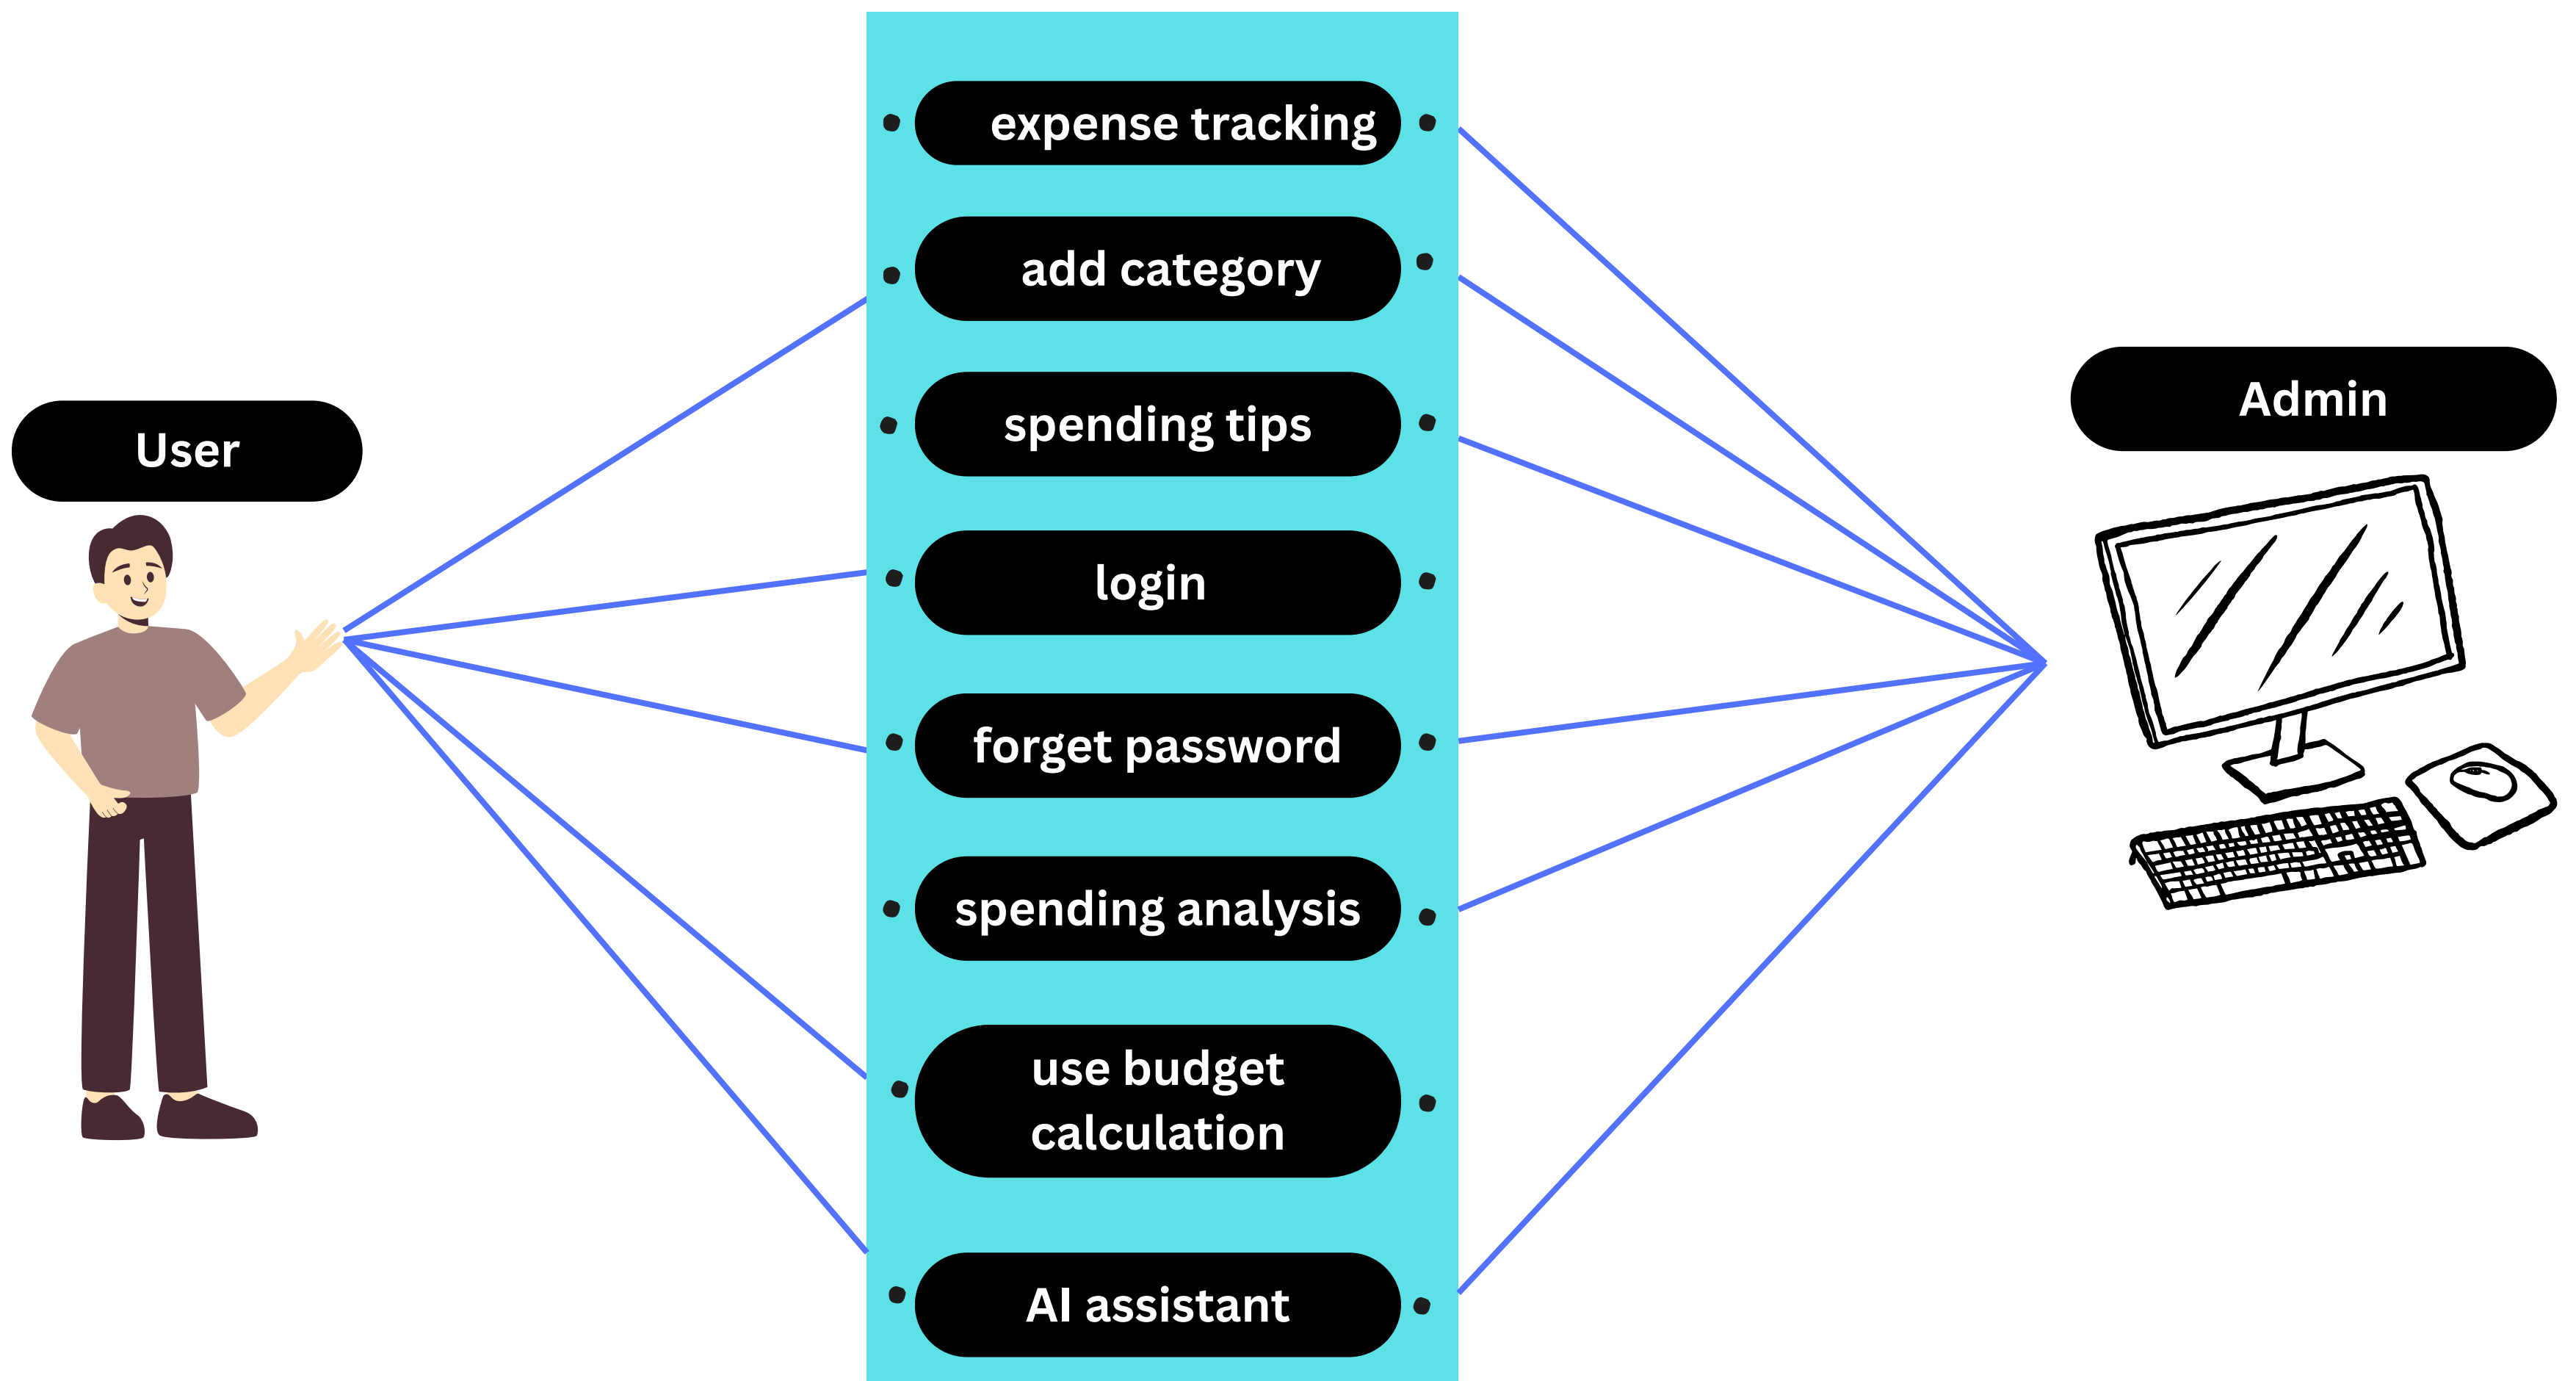 expense tracking
add category
spending tips
login
forget password
spending analysis
use budget
calculation
AI assistant
User
Admin